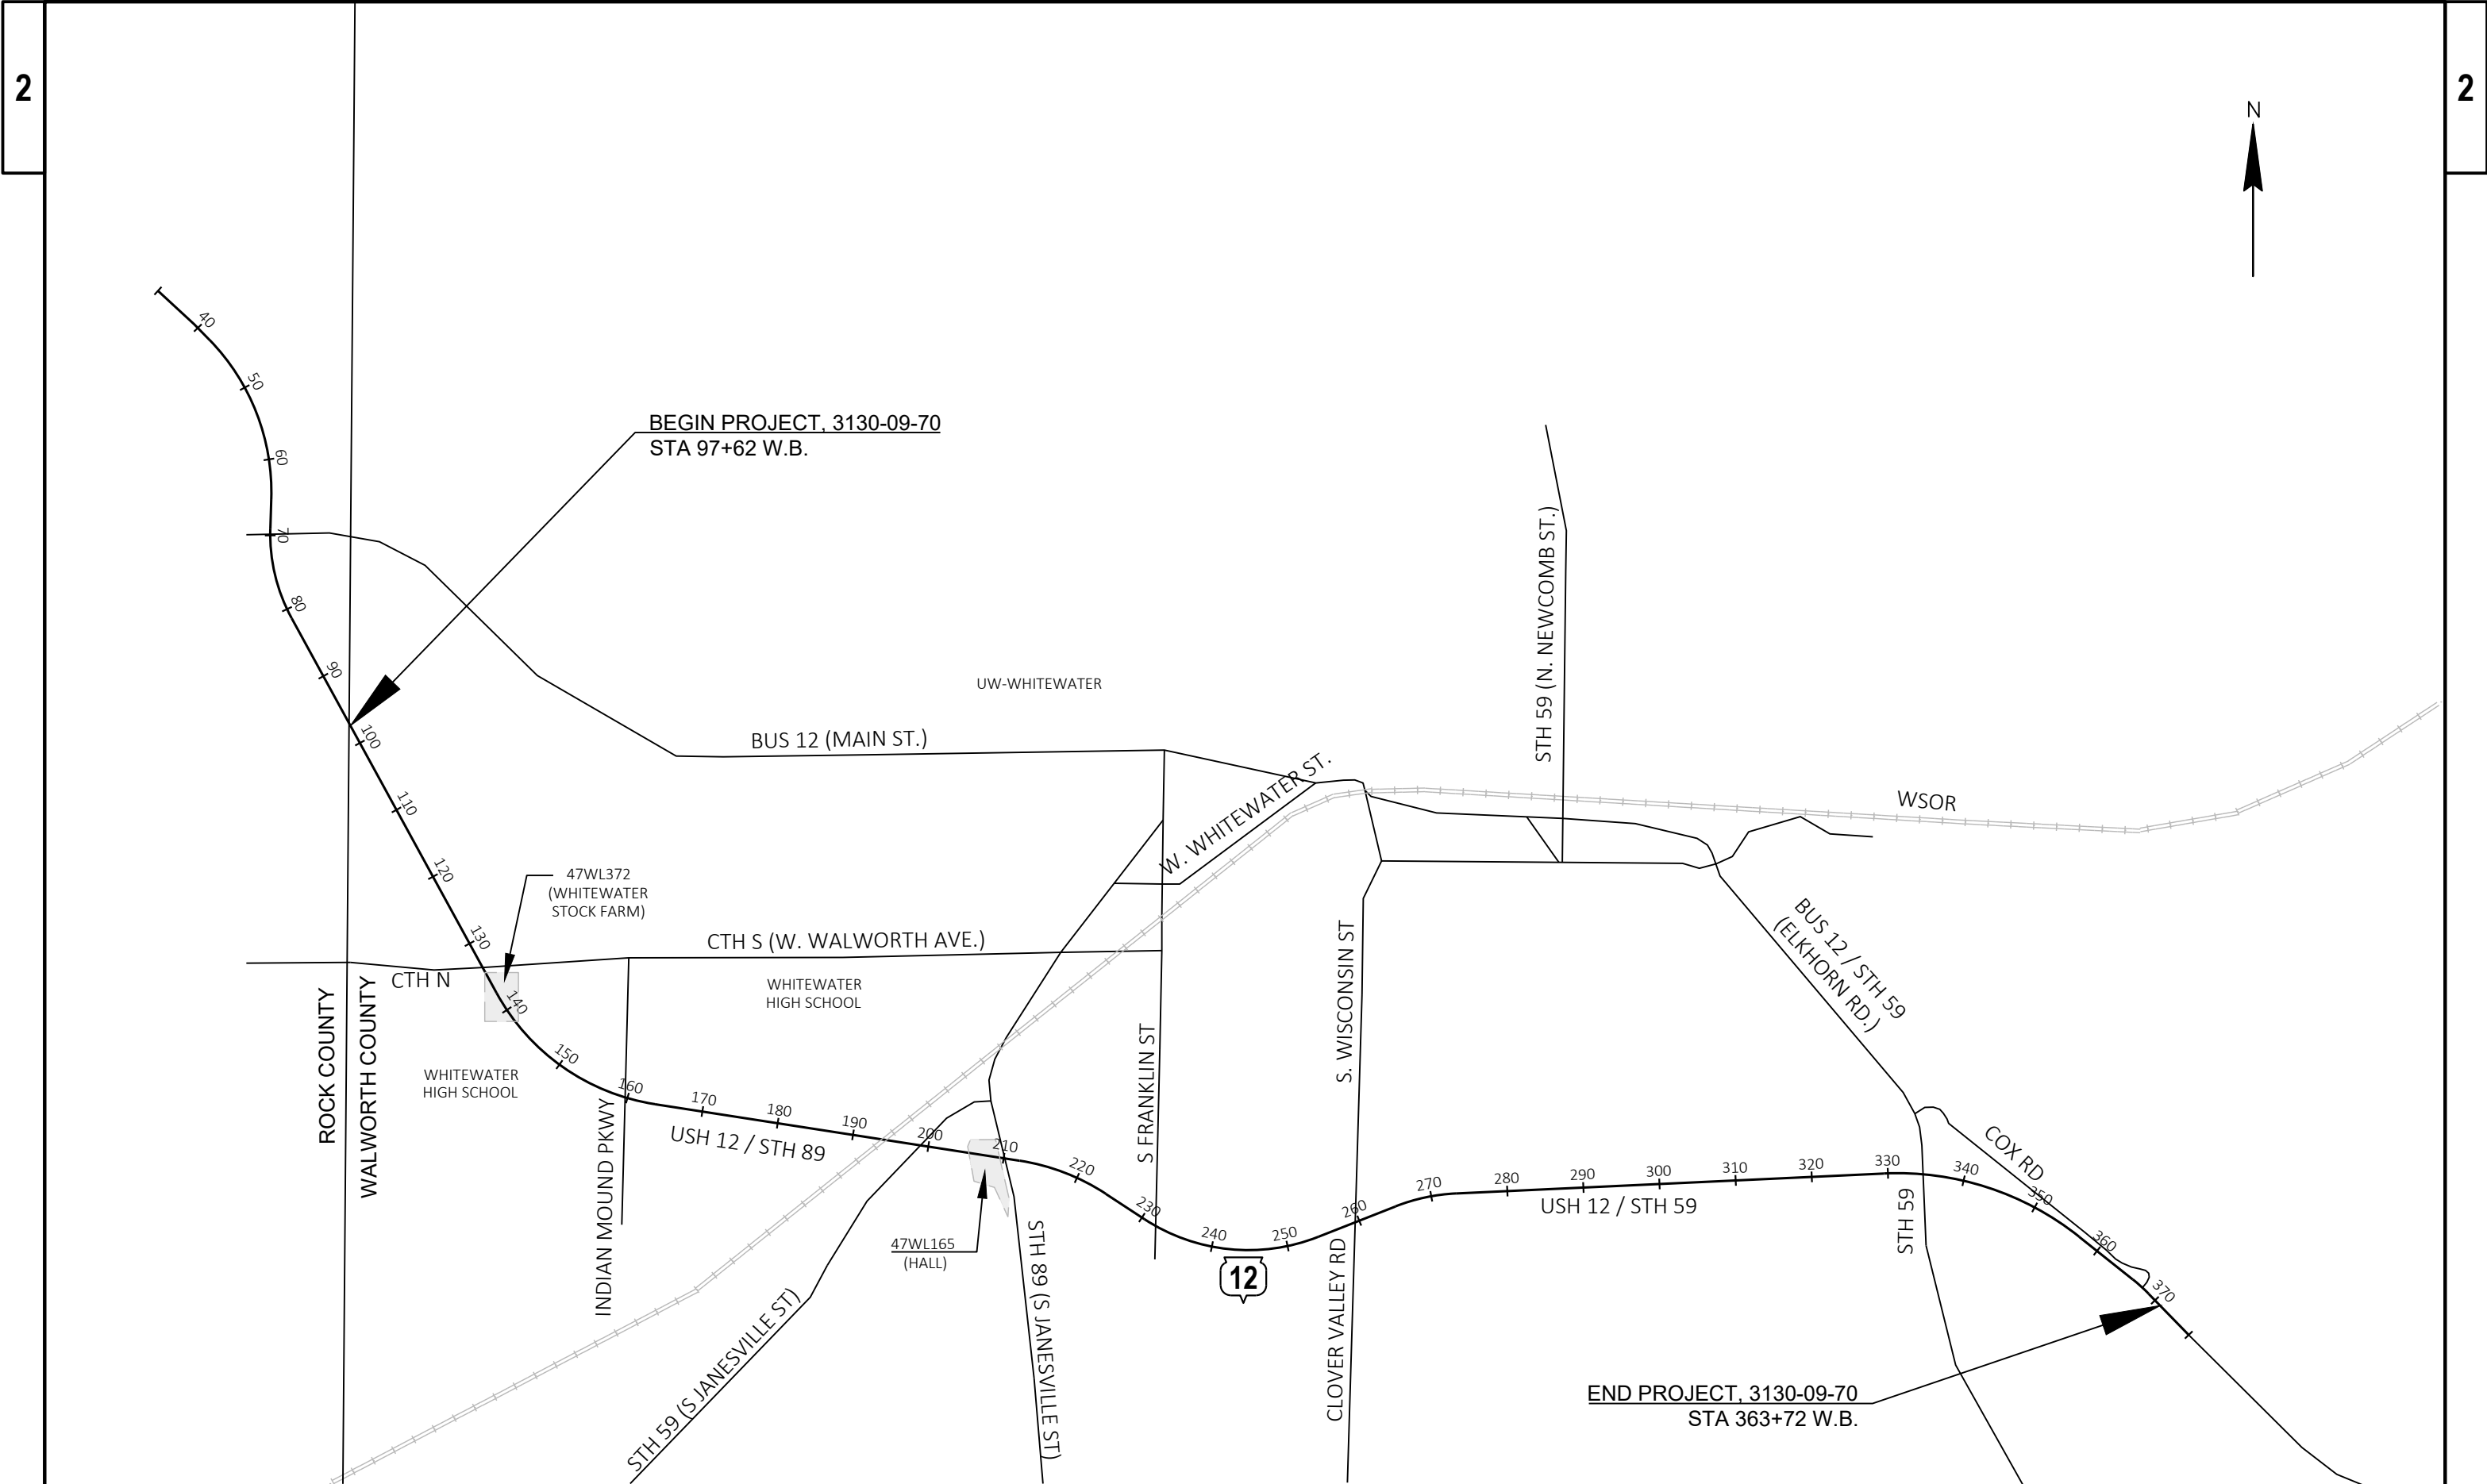 2
2
N
40
50
60
70
80
90
100
110
120
130
140
150
160
170
180
190
200
210
220
230
240
250
260
270
280
290
300
310
320
330
340
350
360
370
BEGIN PROJECT, 3130-09-70
STA 97+62 W.B.
STH 59 (N. NEWCOMB ST.)
UW-WHITEWATER
BUS 12 (MAIN ST.)
W. WHITEWATER ST.
WSOR
47WL372
(WHITEWATER
STOCK FARM)
CTH S (W. WALWORTH AVE.)
CTH N
WHITEWATER
HIGH SCHOOL
WHITEWATER
HIGH SCHOOL
ROCK COUNTY
WALWORTH COUNTY
INDIAN MOUND PKWY
USH 12 / STH 89
S FRANKLIN ST
S. WISCONSIN ST
BUS 12 / STH 59
(ELKHORN RD.)
COX RD
USH 12 / STH 59
STH 59
47WL165
(HALL)
12
STH 59 (S JANESVILLE ST)
STH 89 (S JANESVILLE ST)
CLOVER VALLEY RD
END PROJECT, 3130-09-70
STA 363+72 W.B.